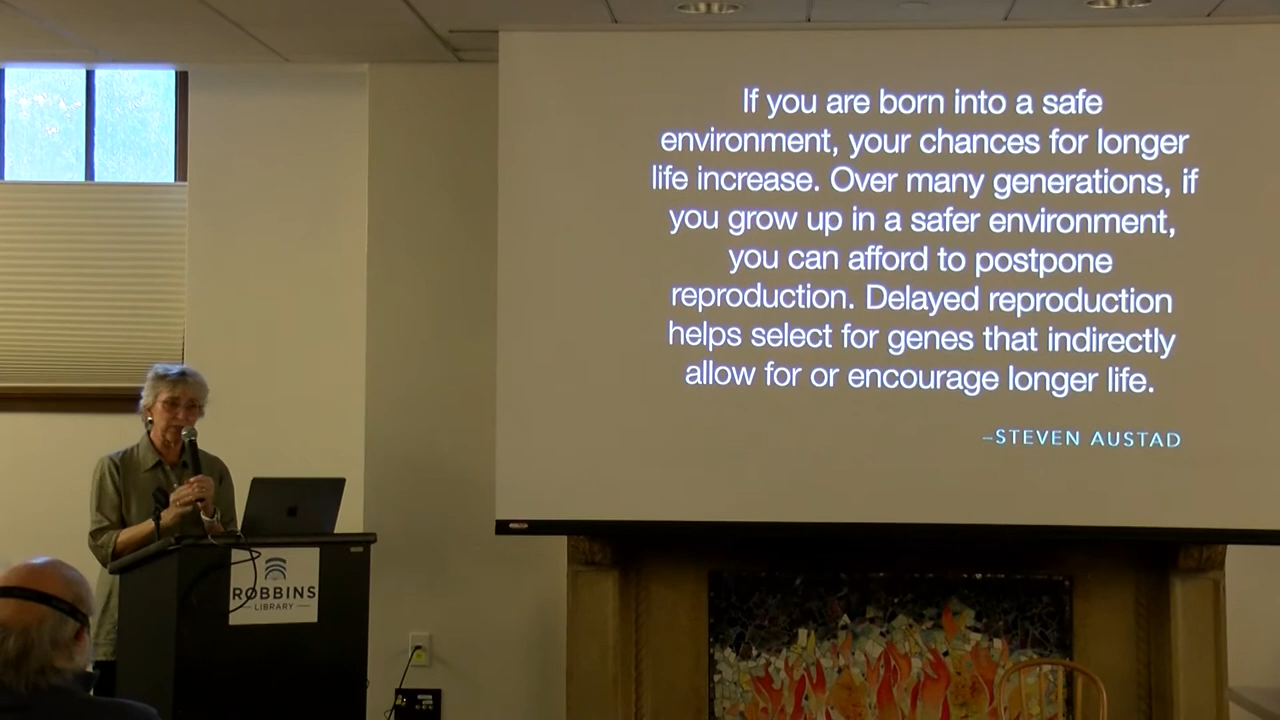 If you are born into a safe
environment, your chances for longer
life increase. Over many generations, if
you grow up in a safer environment,
you can afford to postpone
reproduction. Delayed reproduction
helps select for genes that indirectly
allow for or encourage longer life.
–STEVEN AUSTAD
ROBBINS
LIBRARY